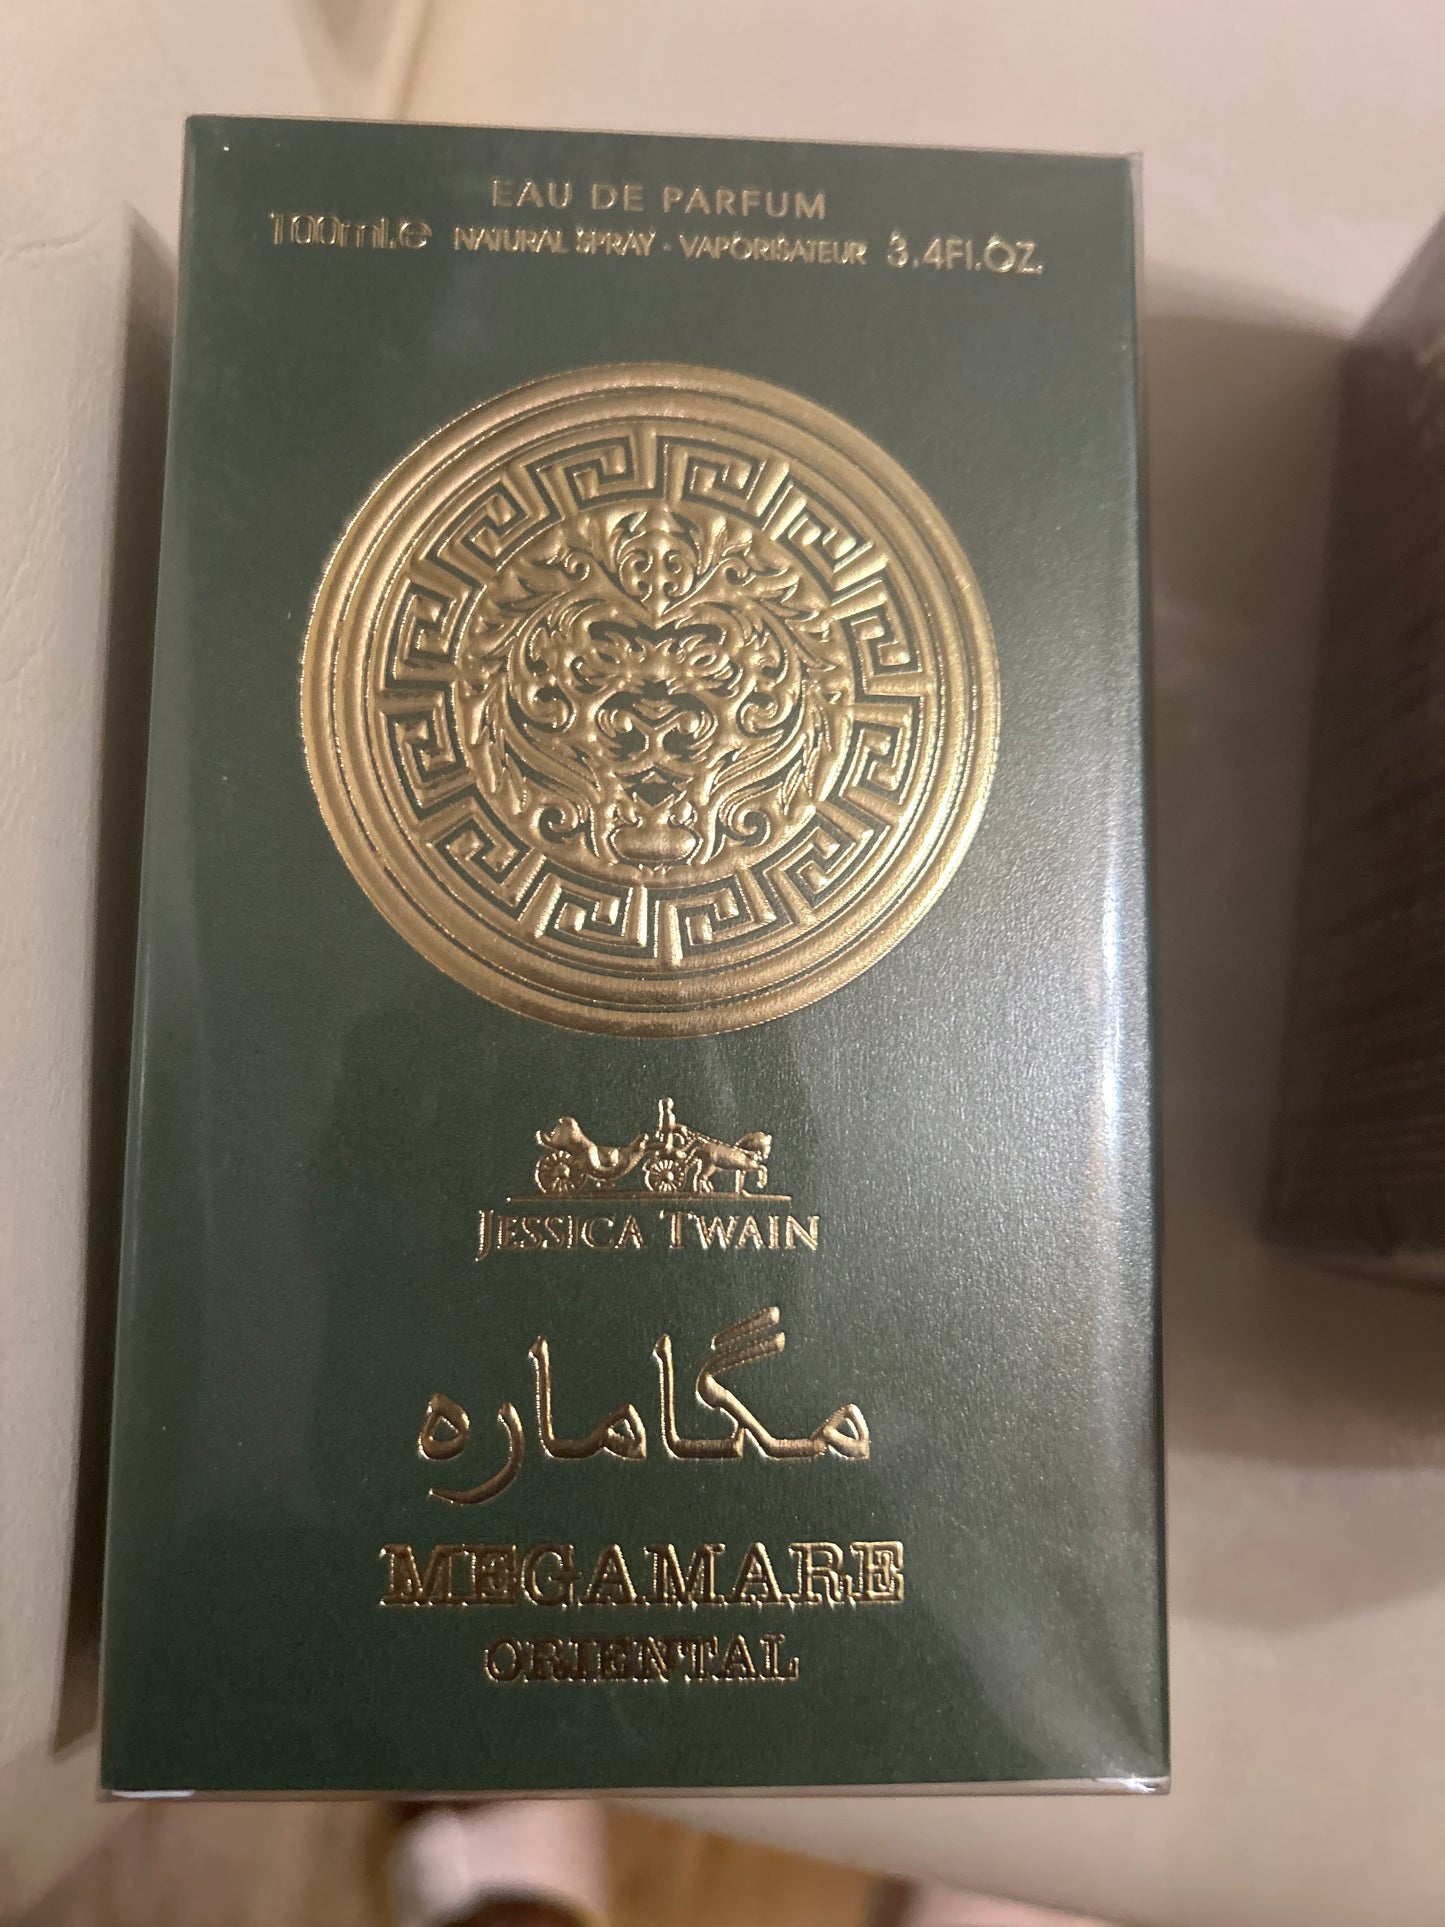 EAU DE PARFUM
100ml.e NATURAL SPRAY - VAPORISATEUR 3.4Fl.OZ.
JESSICA TWAIN
مگاماره
MEGAMARE
ORIENTAL